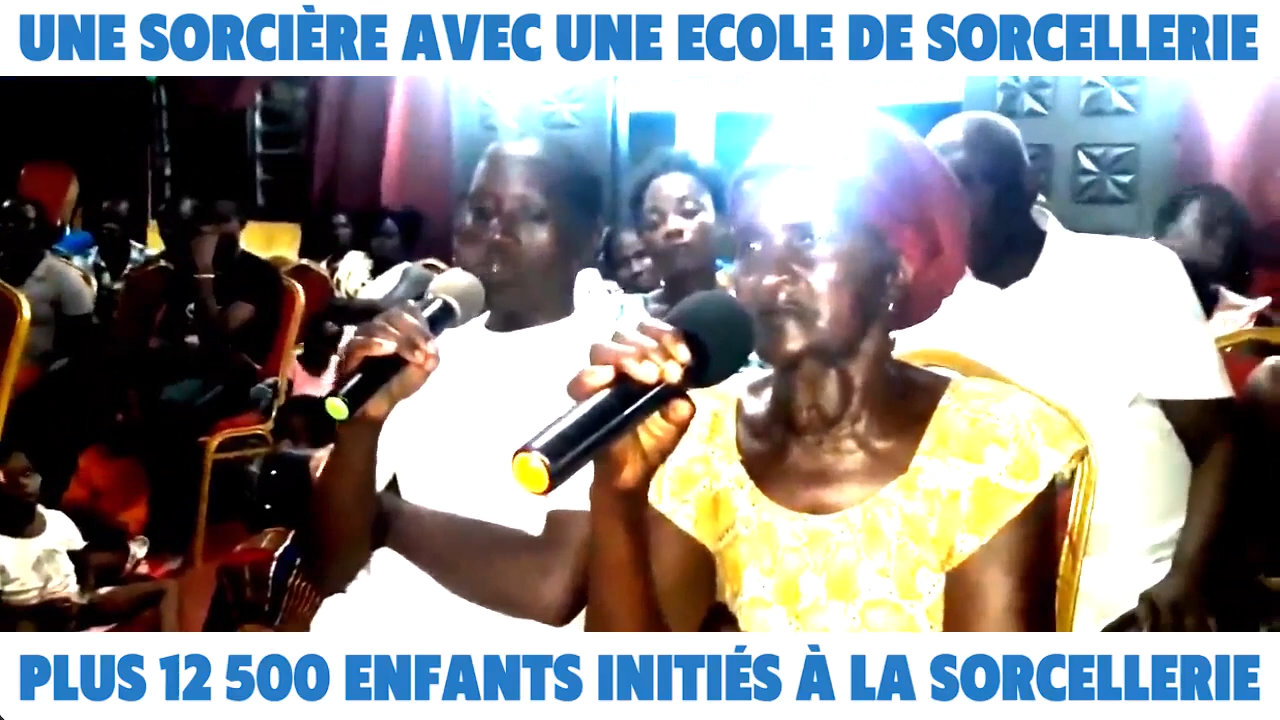 UNE SORCIÈRE AVEC UNE ECOLE DE SORCELLERIE
PLUS 12 500 ENFANTS INITIÉS À LA SORCELLERIE